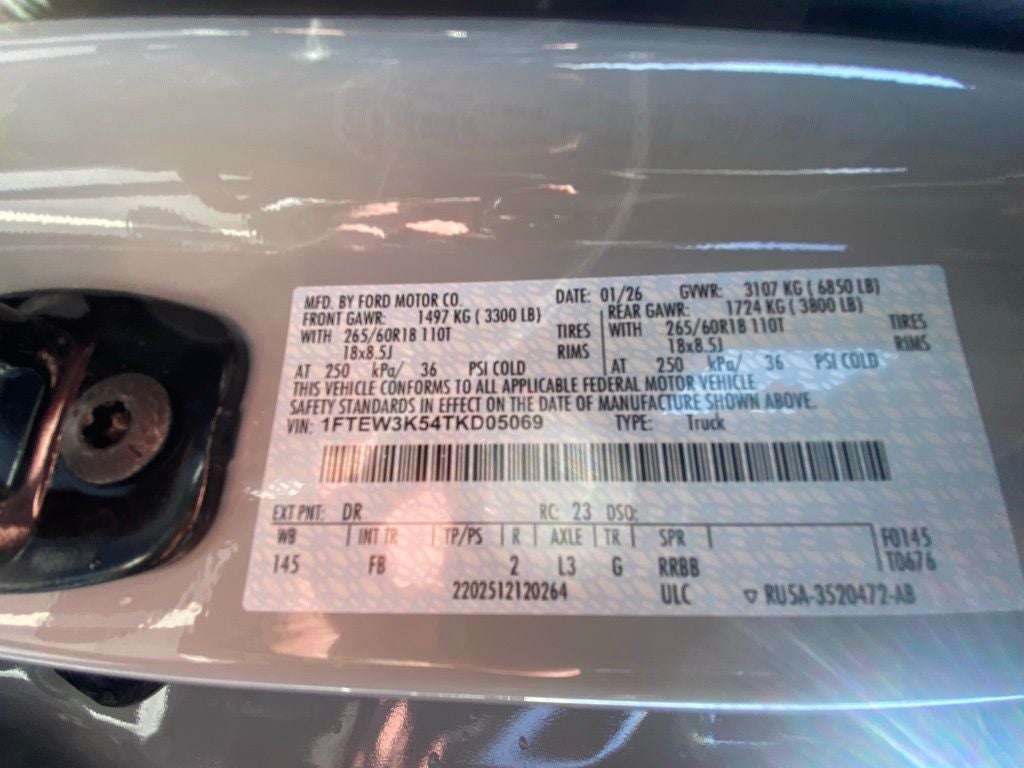 MFD. BY FORD MOTOR CO. DATE: 01/26 GVWR: 3107 KG ( 6850 LB)
FRONT GAWR: 1497 KG ( 3300 LB) REAR GAWR: 1724 KG ( 3800 LB)
WITH 265/60R18 110T TIRES WITH 265/60R18 110T TIRES
18x8.5J RIMS 18x8.5J RIMS
AT 250 kPa/ 36 PSI COLD AT 250 kPa/ 36 PSI COLD
THIS VEHICLE CONFORMS TO ALL APPLICABLE FEDERAL MOTOR VEHICLE
SAFETY STANDARDS IN EFFECT ON THE DATE OF MANUFACTURE SHOWN ABOVE.
VIN: 1FTEW3K54TKD05069 TYPE: Truck
EXT PNT: DR RC: 23 DSO:
WB INT TR TP/PS R AXLE TR SPR F0145
145 FB 2 L3 G RRBB T0676
2202512120264 ULC ▽ RU5A-3520472-AB